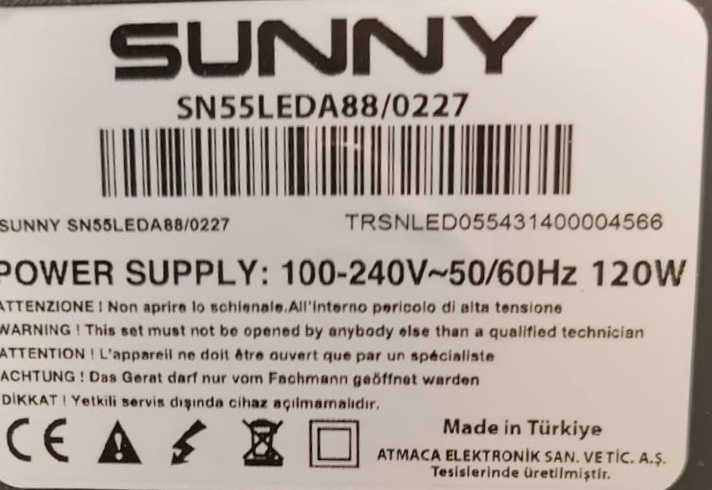 SUNNY
SN55LEDA88/0227
SUNNY SN55LEDA88/0227 TRSNLED055431400004566
POWER SUPPLY: 100-240V~50/60Hz 120W
ATTENZIONE ! Non aprire lo schienale.All'interno pericolo di alta tensione
WARNING ! This set must not be opened by anybody else than a qualified technician
ATTENTION ! L'appareil ne doit être ouvert que par un spécialiste
ACHTUNG ! Das Gerat darf nur vom Fachmann geöffnet warden
DİKKAT ! Yetkili servis dışında cihaz açılmamalıdır.
CE
Made in Türkiye
ATMACA ELEKTRONİK SAN. VE TİC. A.Ş.
Tesislerinde üretilmiştir.